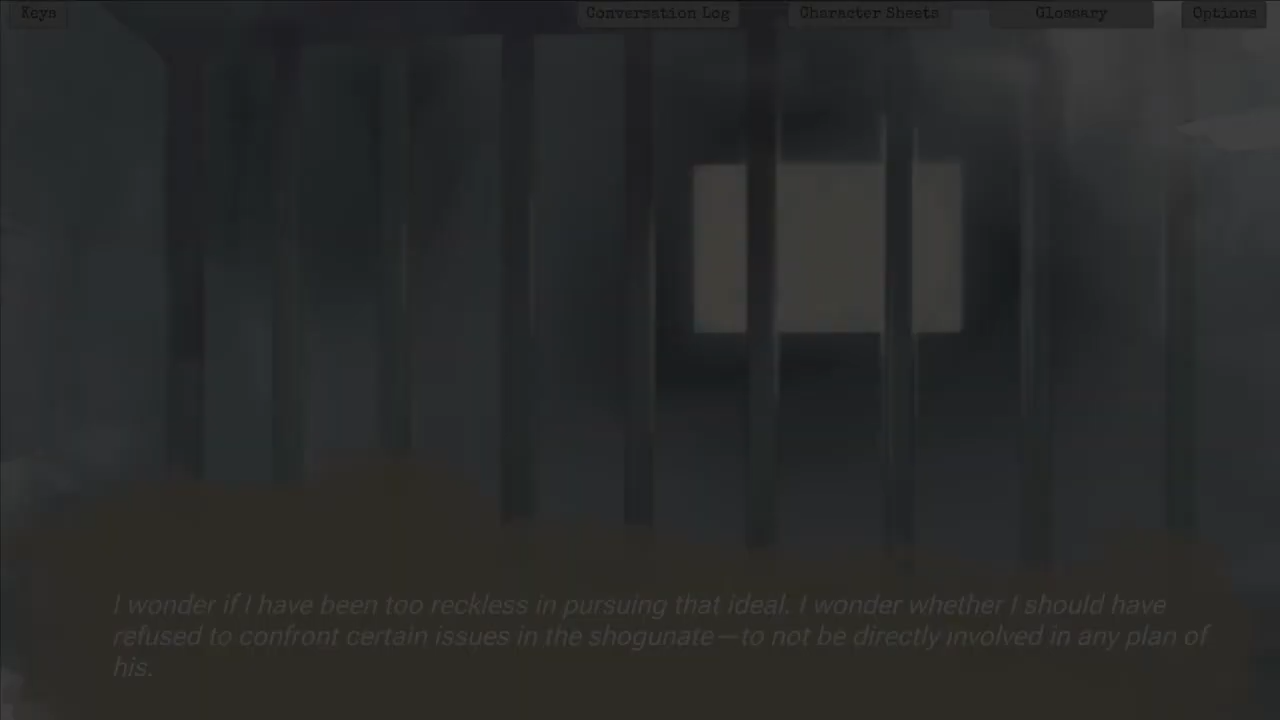 Keys
Conversation Log
Character Sheets
Glossary
Options
I wonder if I have been too reckless in pursuing that ideal. I wonder whether I should have
refused to confront certain issues in the shogunate—to not be directly involved in any plan of
his.